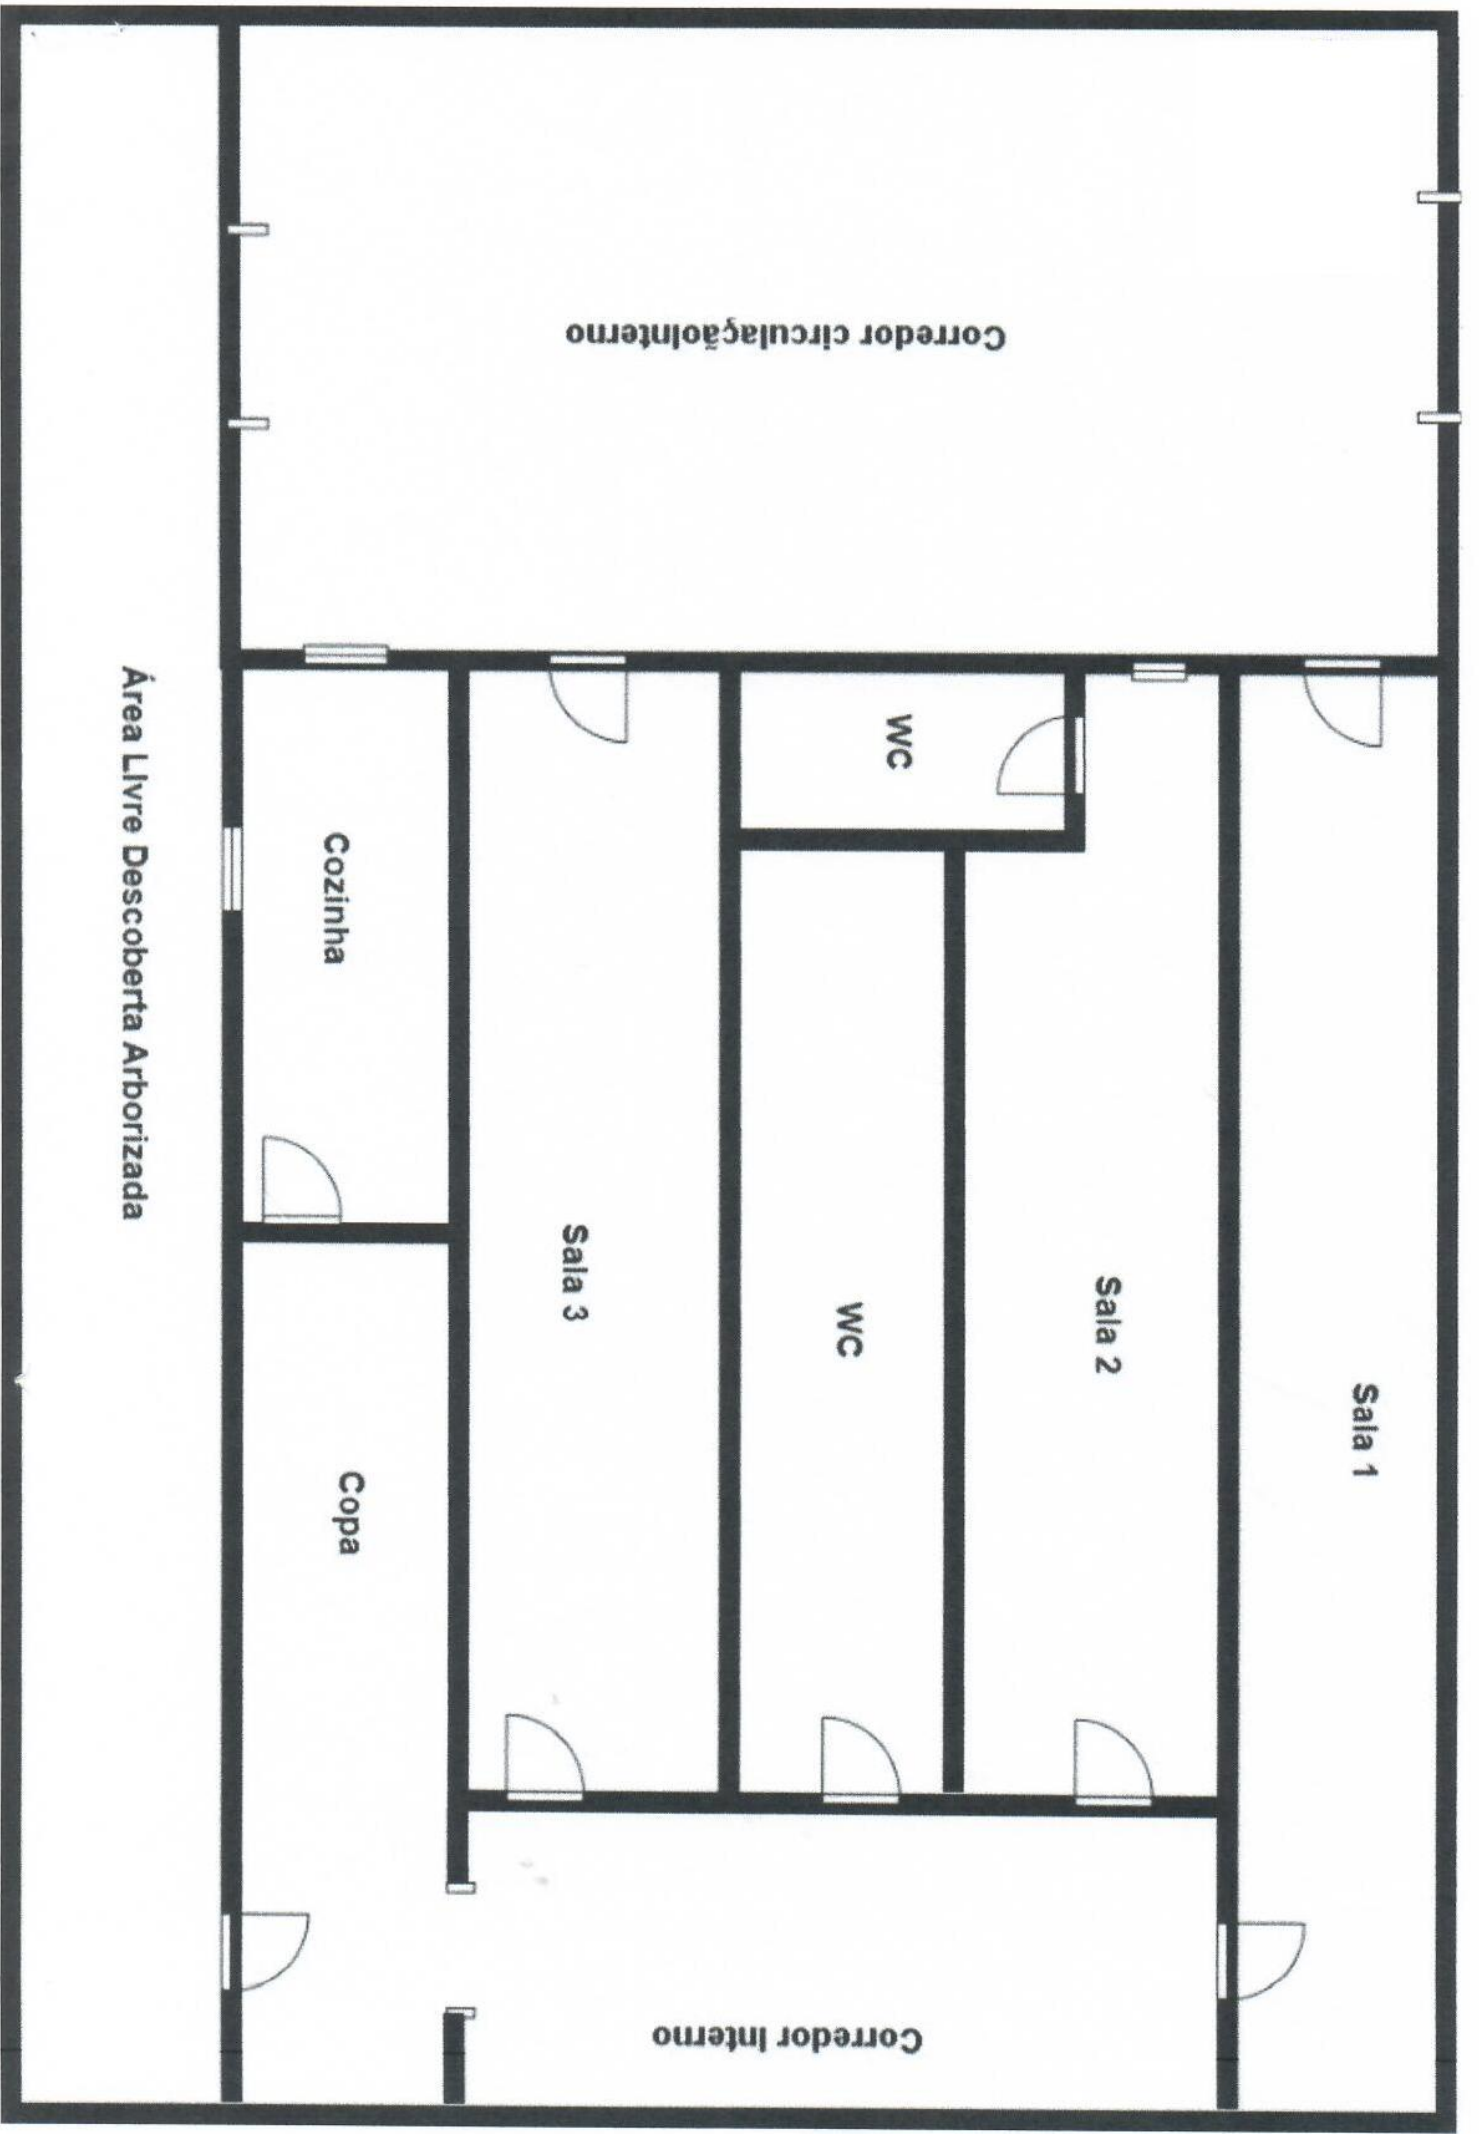 Corredor circulaçãoInterno
WC
Cozinha
Área LIvre Descoberta Arborizada
Sala 3
Sala 2
WC
Sala 1
Copa
Corredor Interno